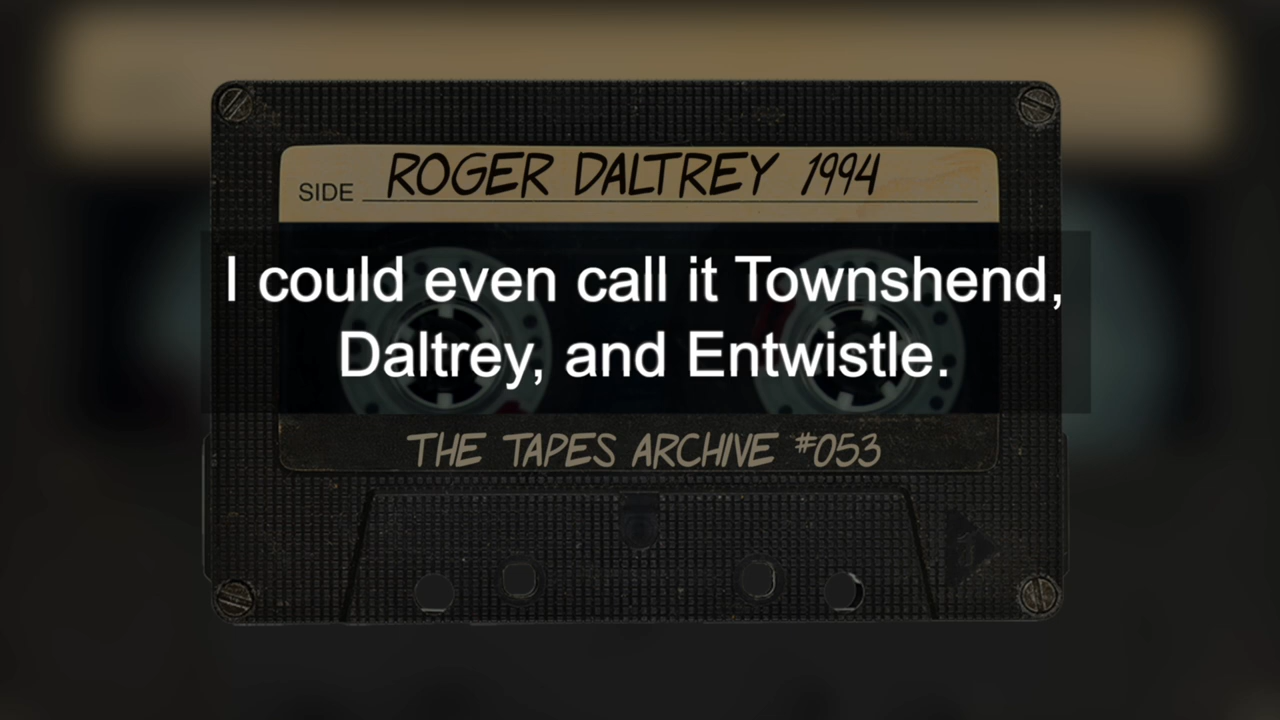 ROGER DALTREY 1994
SIDE
I could even call it Townshend,
Daltrey, and Entwistle.
THE TAPES ARCHIVE #053